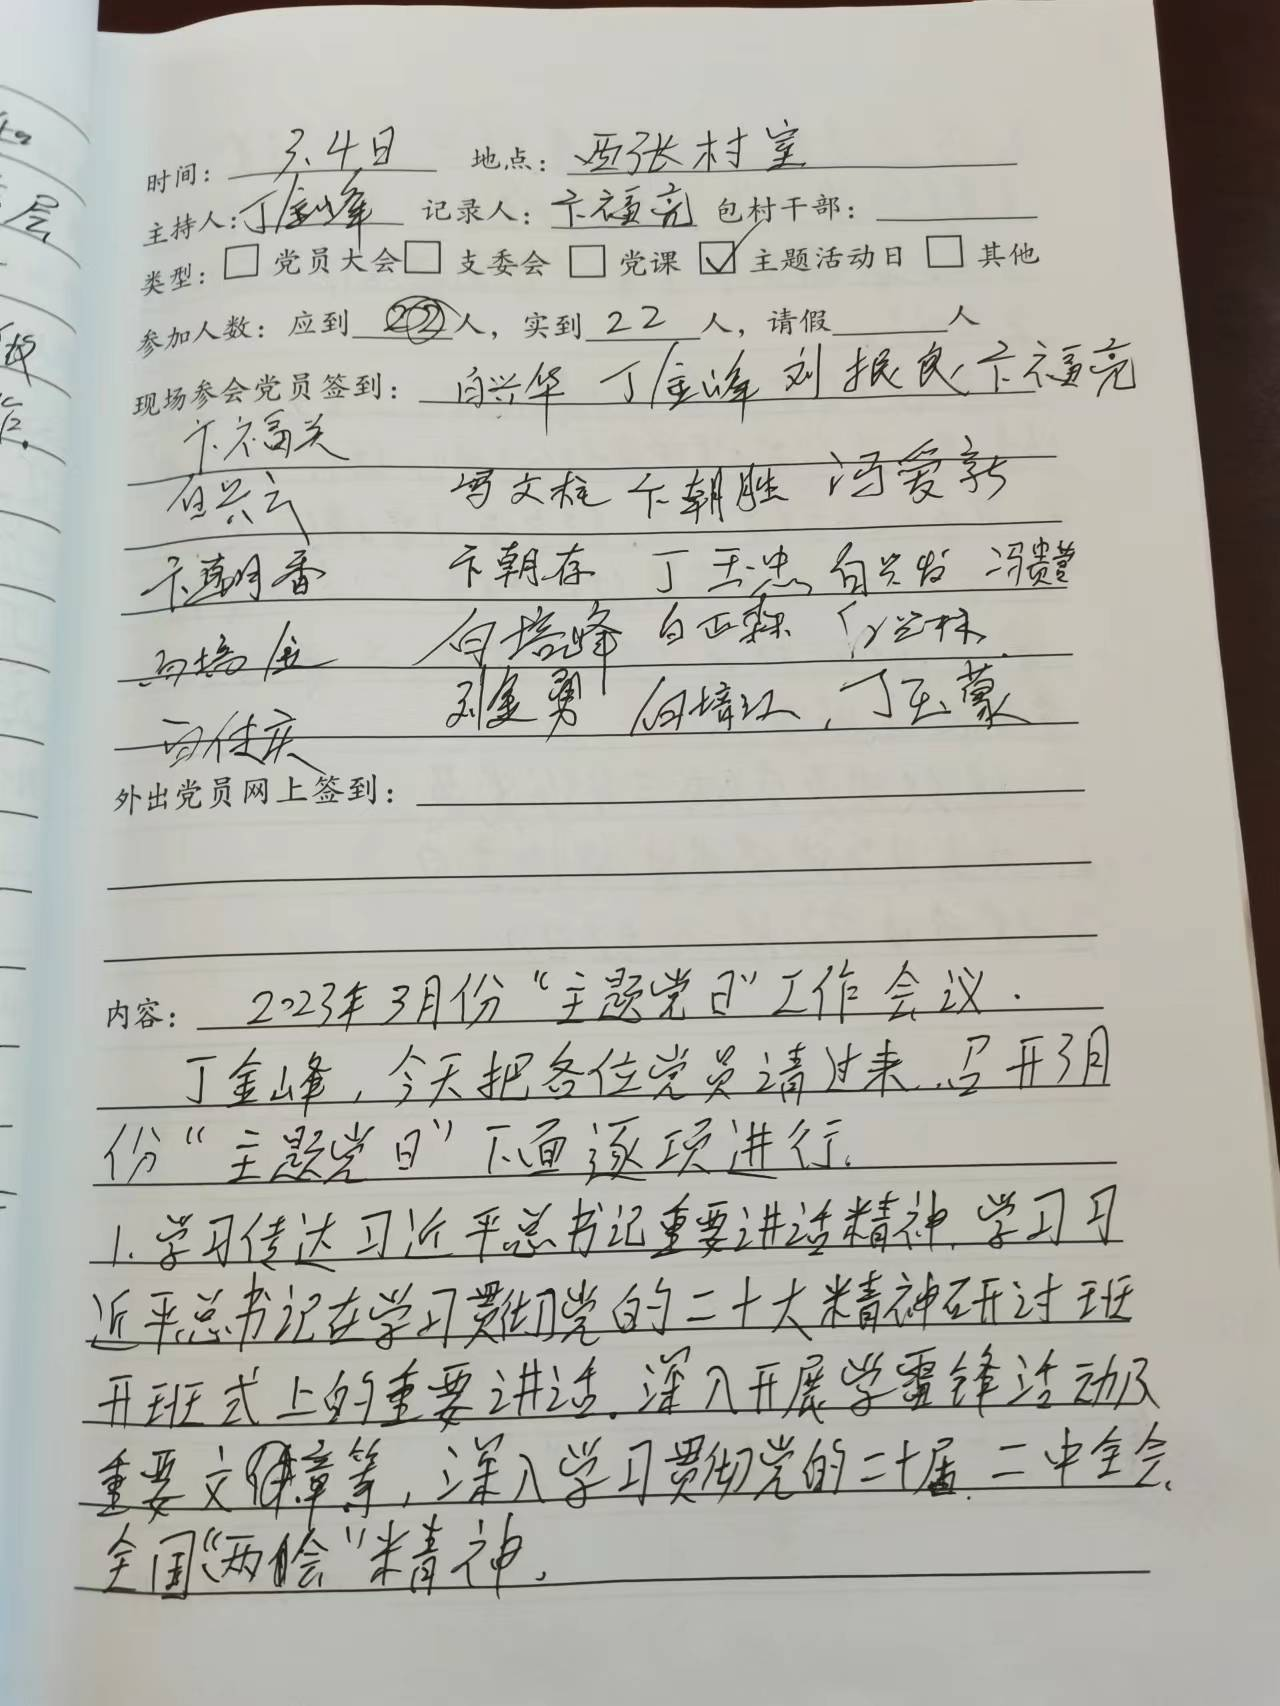 时间：3.4日 地点：西张村室
主持人：丁金峰 记录人：卞福亮 包村干部：
类型：□ 党员大会 □ 支委会 □ 党课 ☑ 主题活动日 □ 其他
参加人数：应到 22 人，实到 22 人，请假 人
现场参会党员签到：白兴华 丁金峰 刘振良 卞福亮
卞福关
白兴云 冯文柱 卞朝胜 冯爱新
卞朝香 卞朝存 丁玉忠 白兴发
白培金 白培峰 白正森 白兴林
白佳庆 刘金勇 白培江 丁玉蒙
外出党员网上签到：
内容：2023年3月份“主题党日”工作会议.
丁金峰，今天把各位党员请过来，召开3月
份“主题党日”下面逐项进行。
1.学习传达习近平总书记重要讲话精神，学习习
近平总书记在学习贯彻党的二十大精神研讨班
开班式上的重要讲话。深入开展学雷锋活动及
重要文章等，深入学习贯彻党的二十届二中全会、
全国“两会”精神。